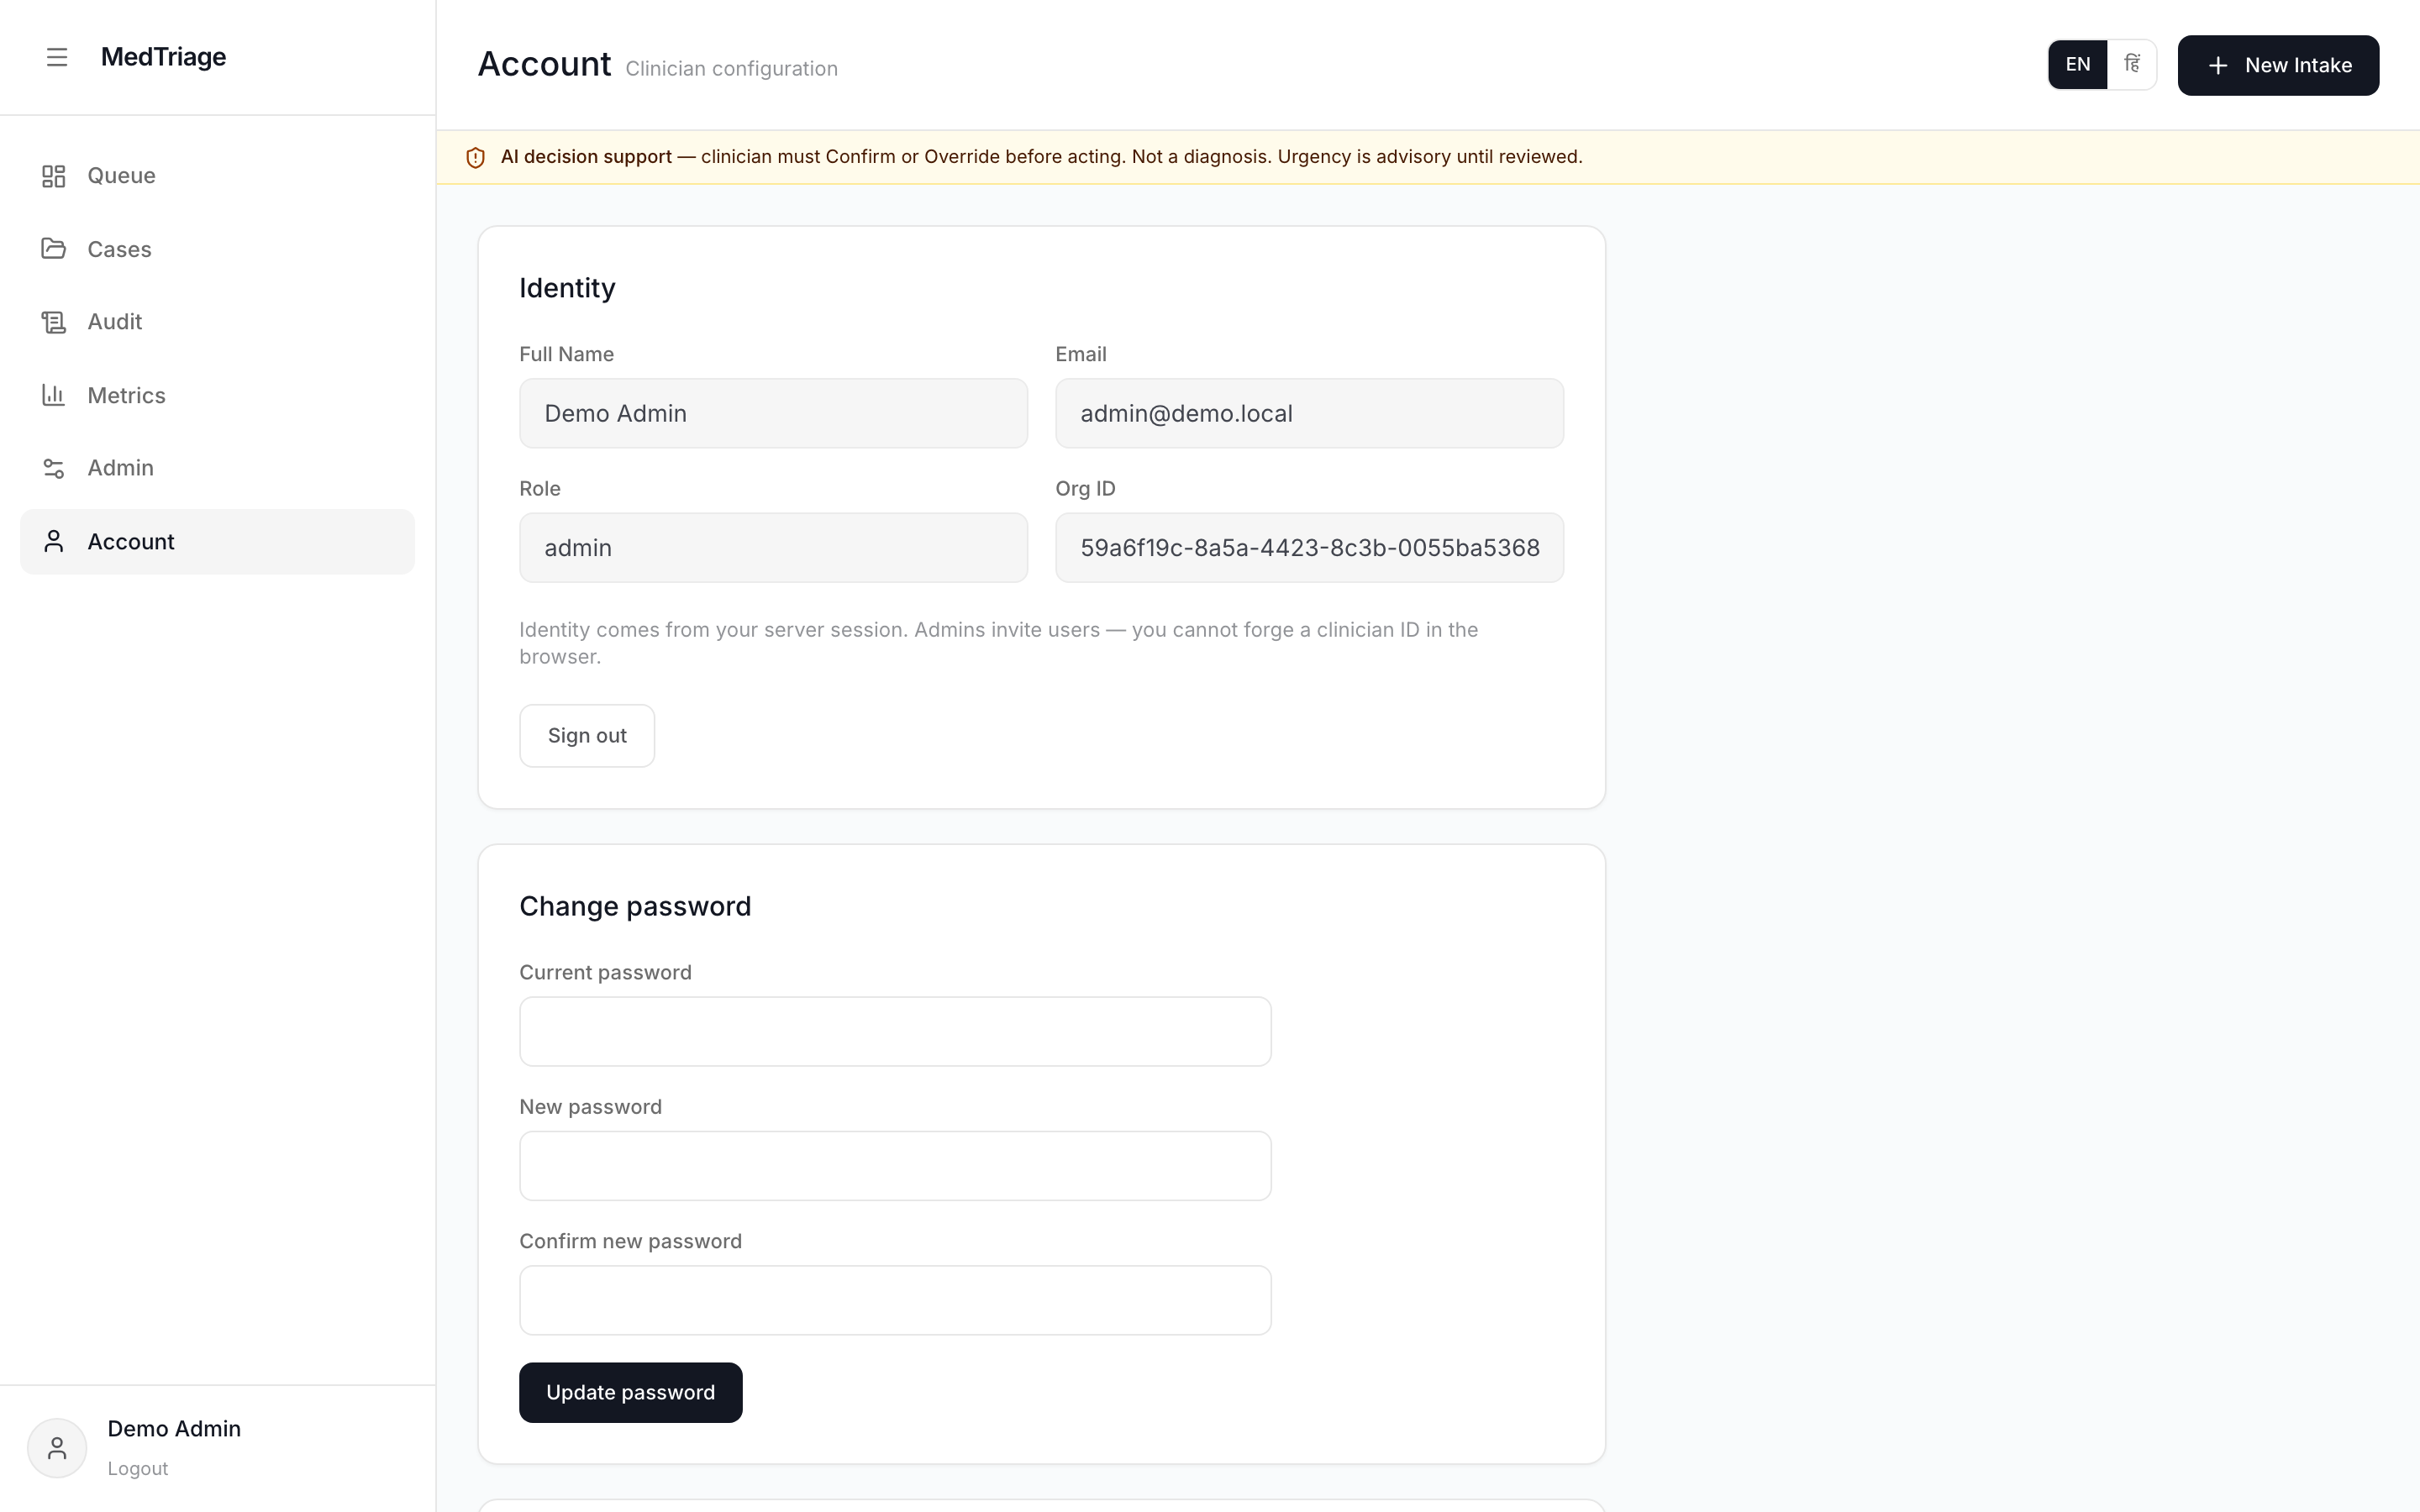 MedTriage
Queue
Cases
Audit
Metrics
Admin
Account
Demo Admin
Logout
Account Clinician configuration
EN
हिं
New Intake
AI decision support — clinician must Confirm or Override before acting. Not a diagnosis. Urgency is advisory until reviewed.
Identity
Full Name
Demo Admin
Email
admin@demo.local
Role
admin
Org ID
59a6f19c-8a5a-4423-8c3b-0055ba5368
Identity comes from your server session. Admins invite users — you cannot forge a clinician ID in the
browser.
Sign out
Change password
Current password
New password
Confirm new password
Update password